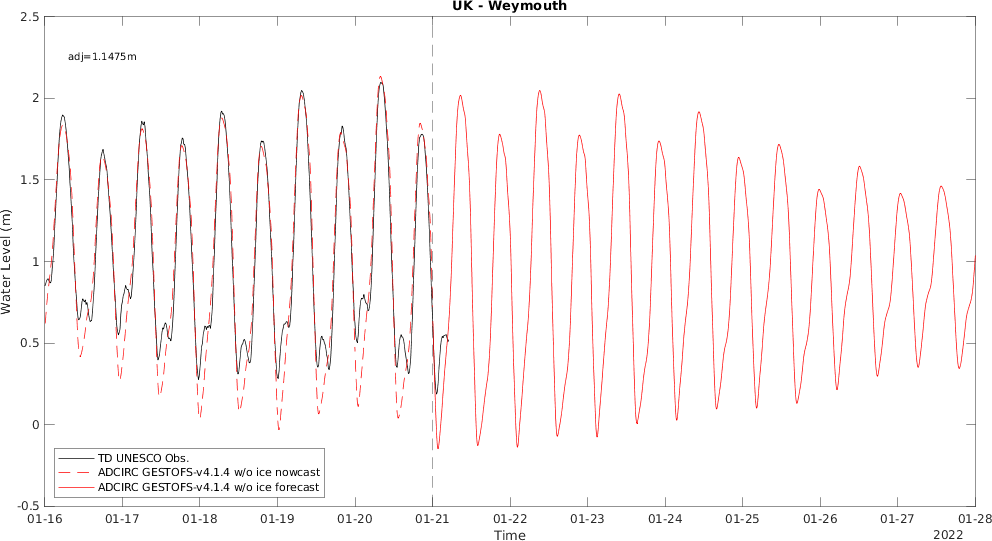 UK - Weymouth
adj=1.1475m
2.5
2
1.5
1
0.5
0
-0.5
Water Level (m)
TD UNESCO Obs.
ADCIRC GESTOFS-v4.1.4 w/o ice nowcast
ADCIRC GESTOFS-v4.1.4 w/o ice forecast
01-16 01-17 01-18 01-19 01-20 01-21 01-22 01-23 01-24 01-25 01-26 01-27 01-28
Time
2022